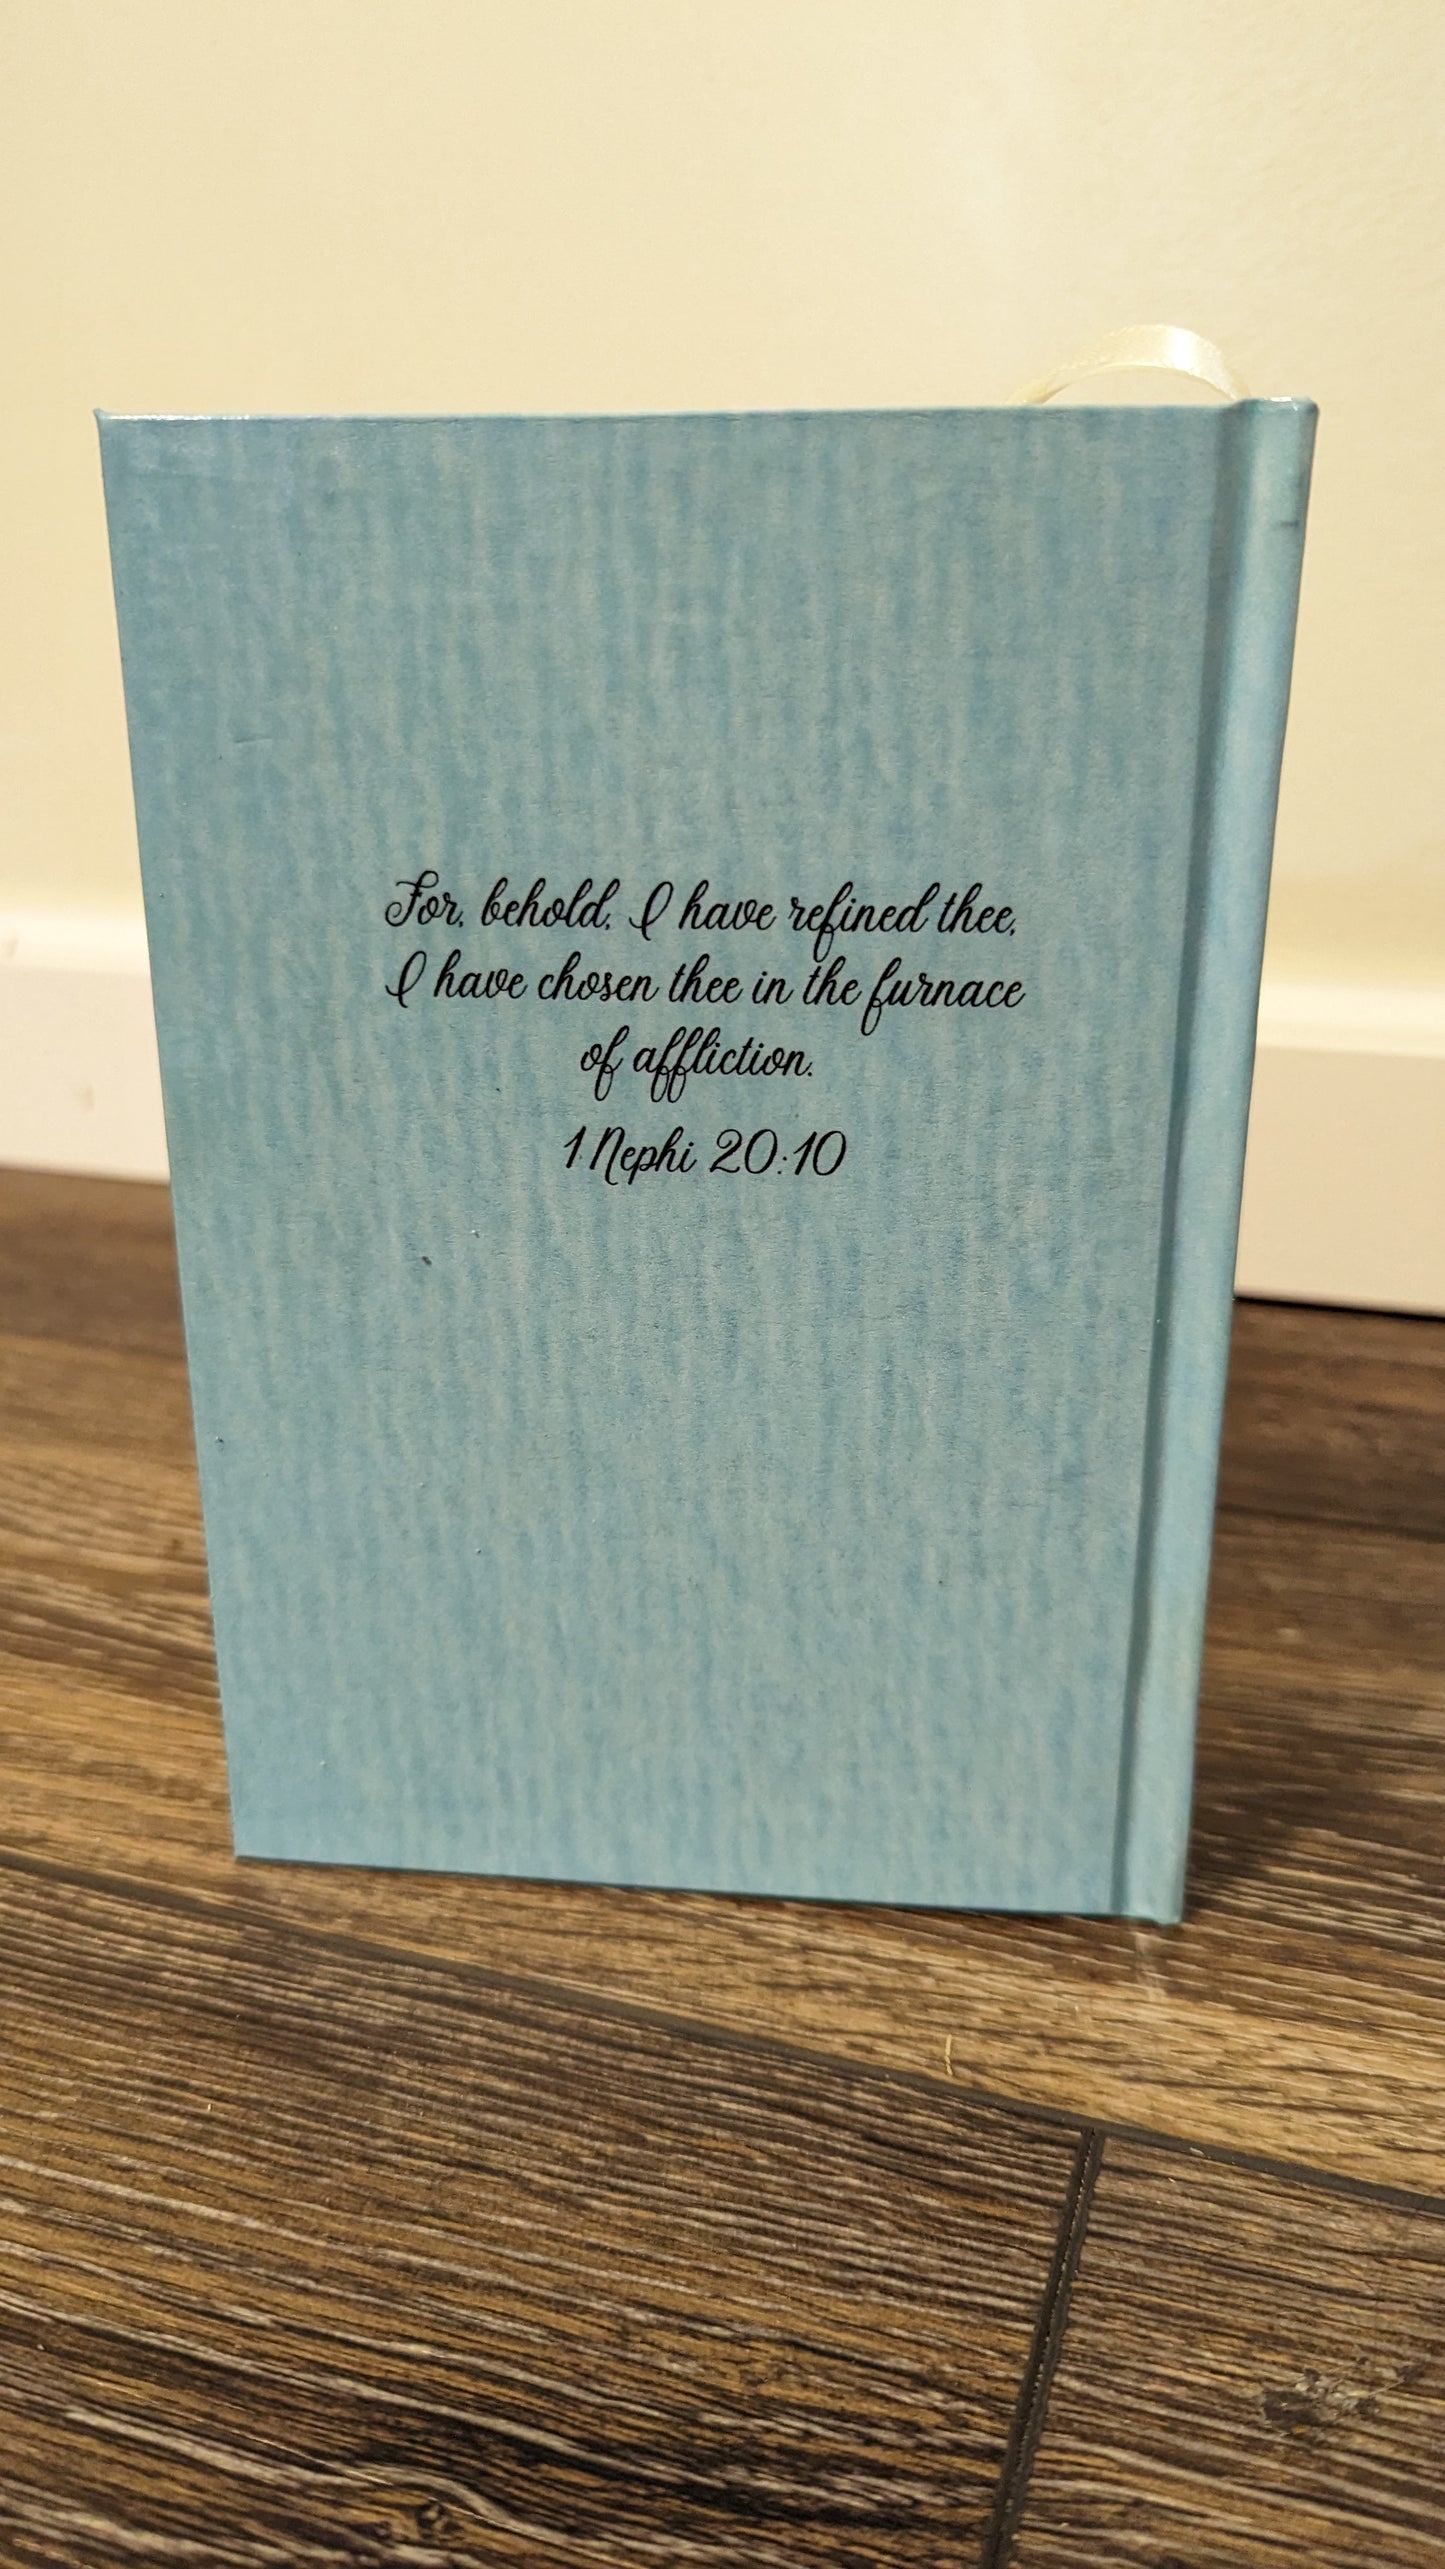 For, behold, I have refined thee,
I have chosen thee in the furnace
of affliction.
1 Nephi 20:10